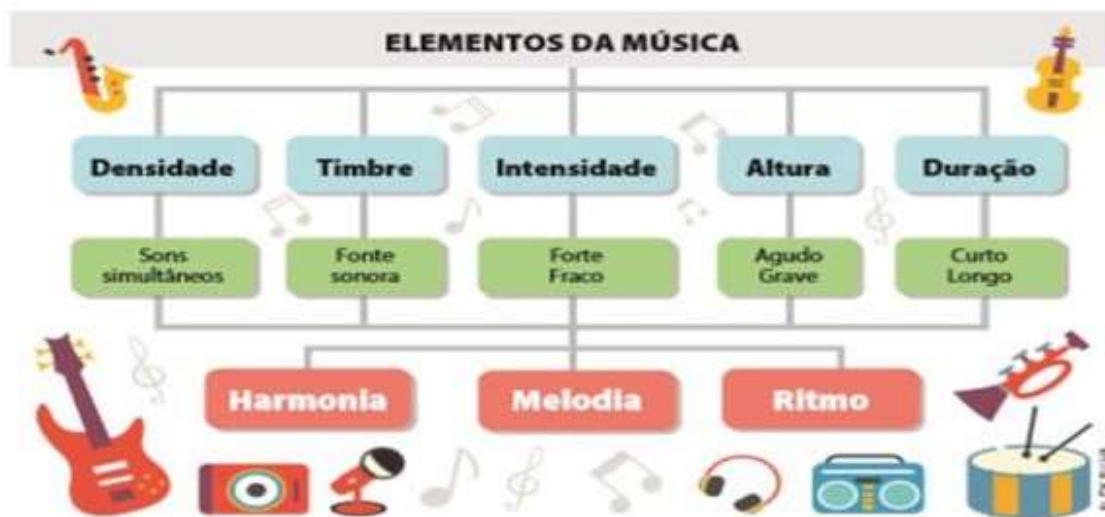 ELEMENTOS DA MÚSICA
Densidade
Timbre
Intensidade
Altura
Duração
Sons
simultâneos
Fonte
sonora
Forte
Fraco
Agudo
Grave
Curto
Longo
Harmonia
Melodia
Ritmo